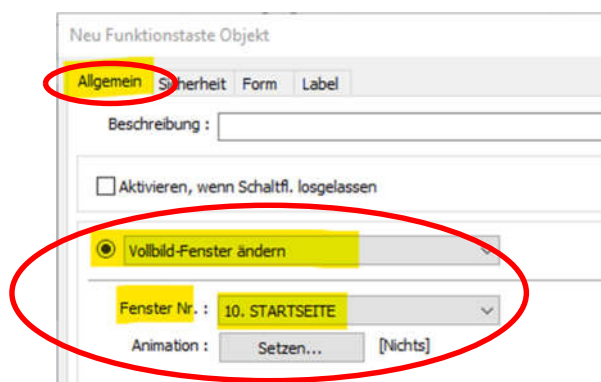 Neu Funktionstaste Objekt
Allgemein Sicherheit Form Label
Beschreibung :
Aktivieren, wenn Schaltfl. losgelassen
Vollbild-Fenster ändern
Fenster Nr. : 10. STARTSEITE
Animation : Setzen... [Nichts]